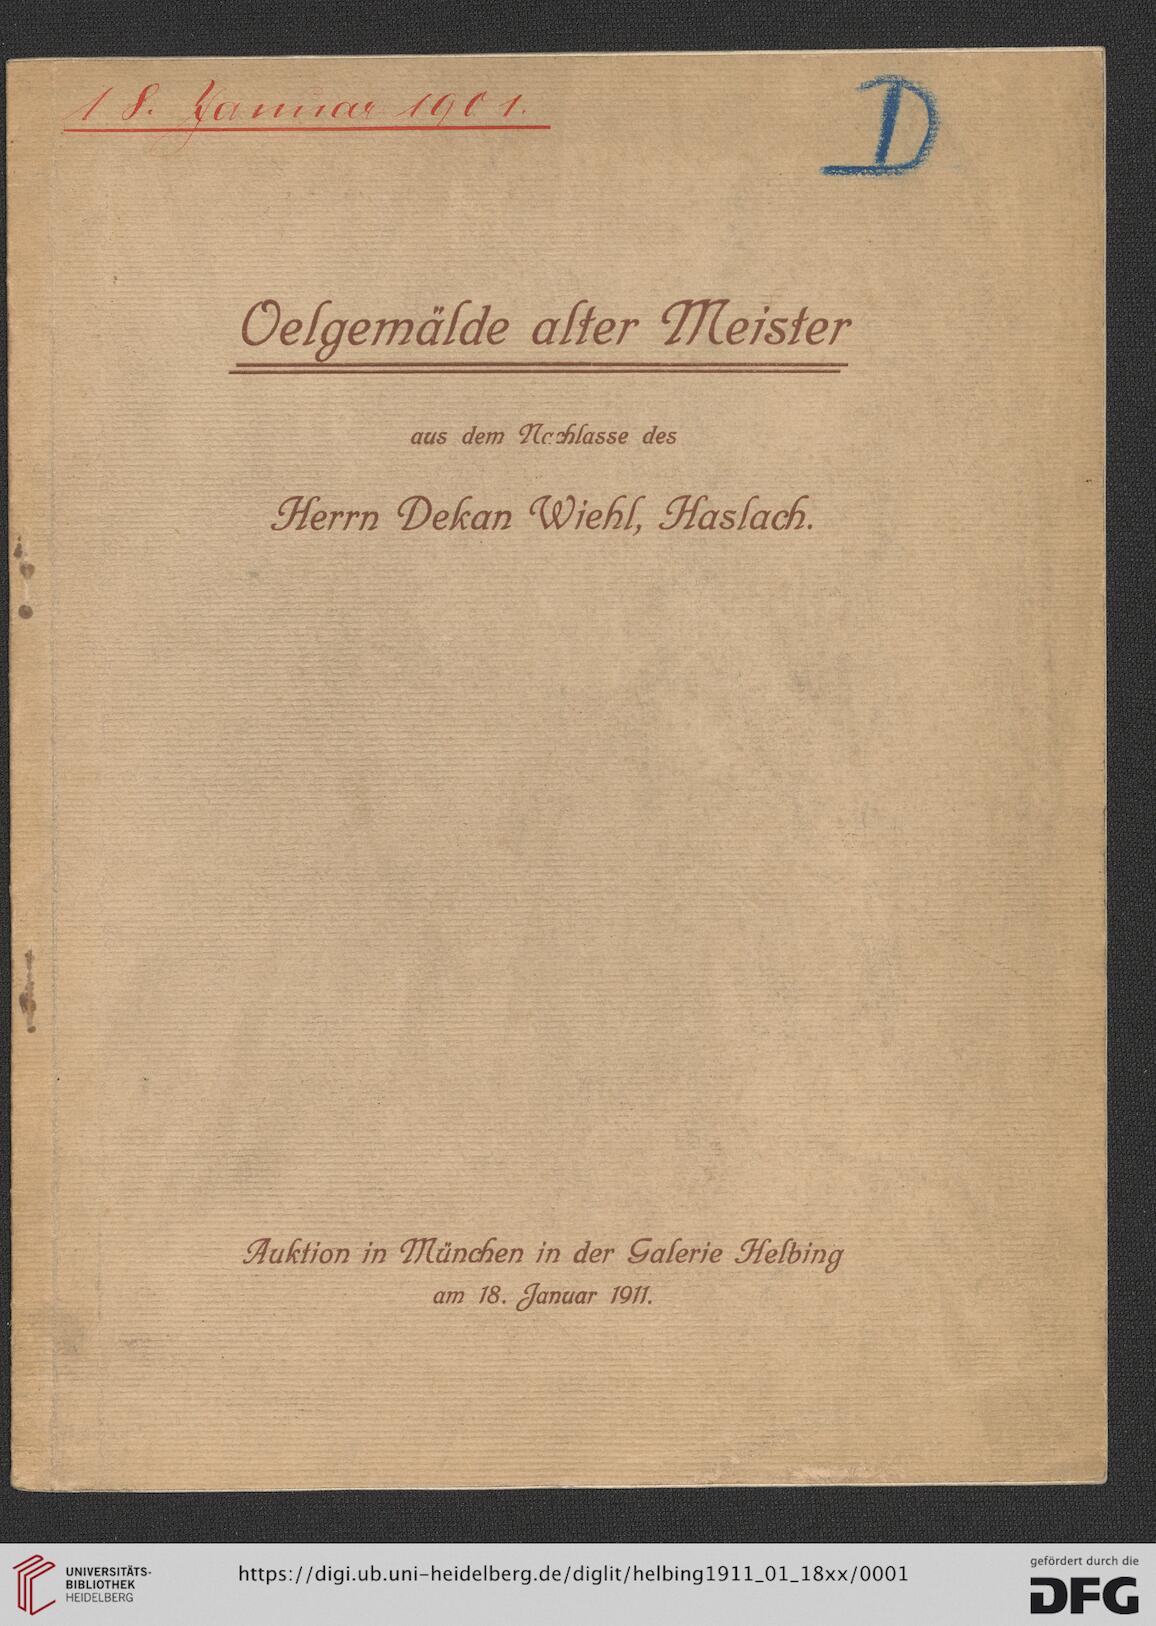 18. Januar 1901.
D
Oelgemälde alter Meister
aus dem Nachlasse des
Herrn Dekan Wiehl, Haslach.
Auktion in München in der Galerie Helbing
am 18. Januar 1911.
UNIVERSITÄTS-
BIBLIOTHEK
HEIDELBERG
https://digi.ub.uni-heidelberg.de/diglit/helbing1911_01_18xx/0001
gefördert durch die
DFG